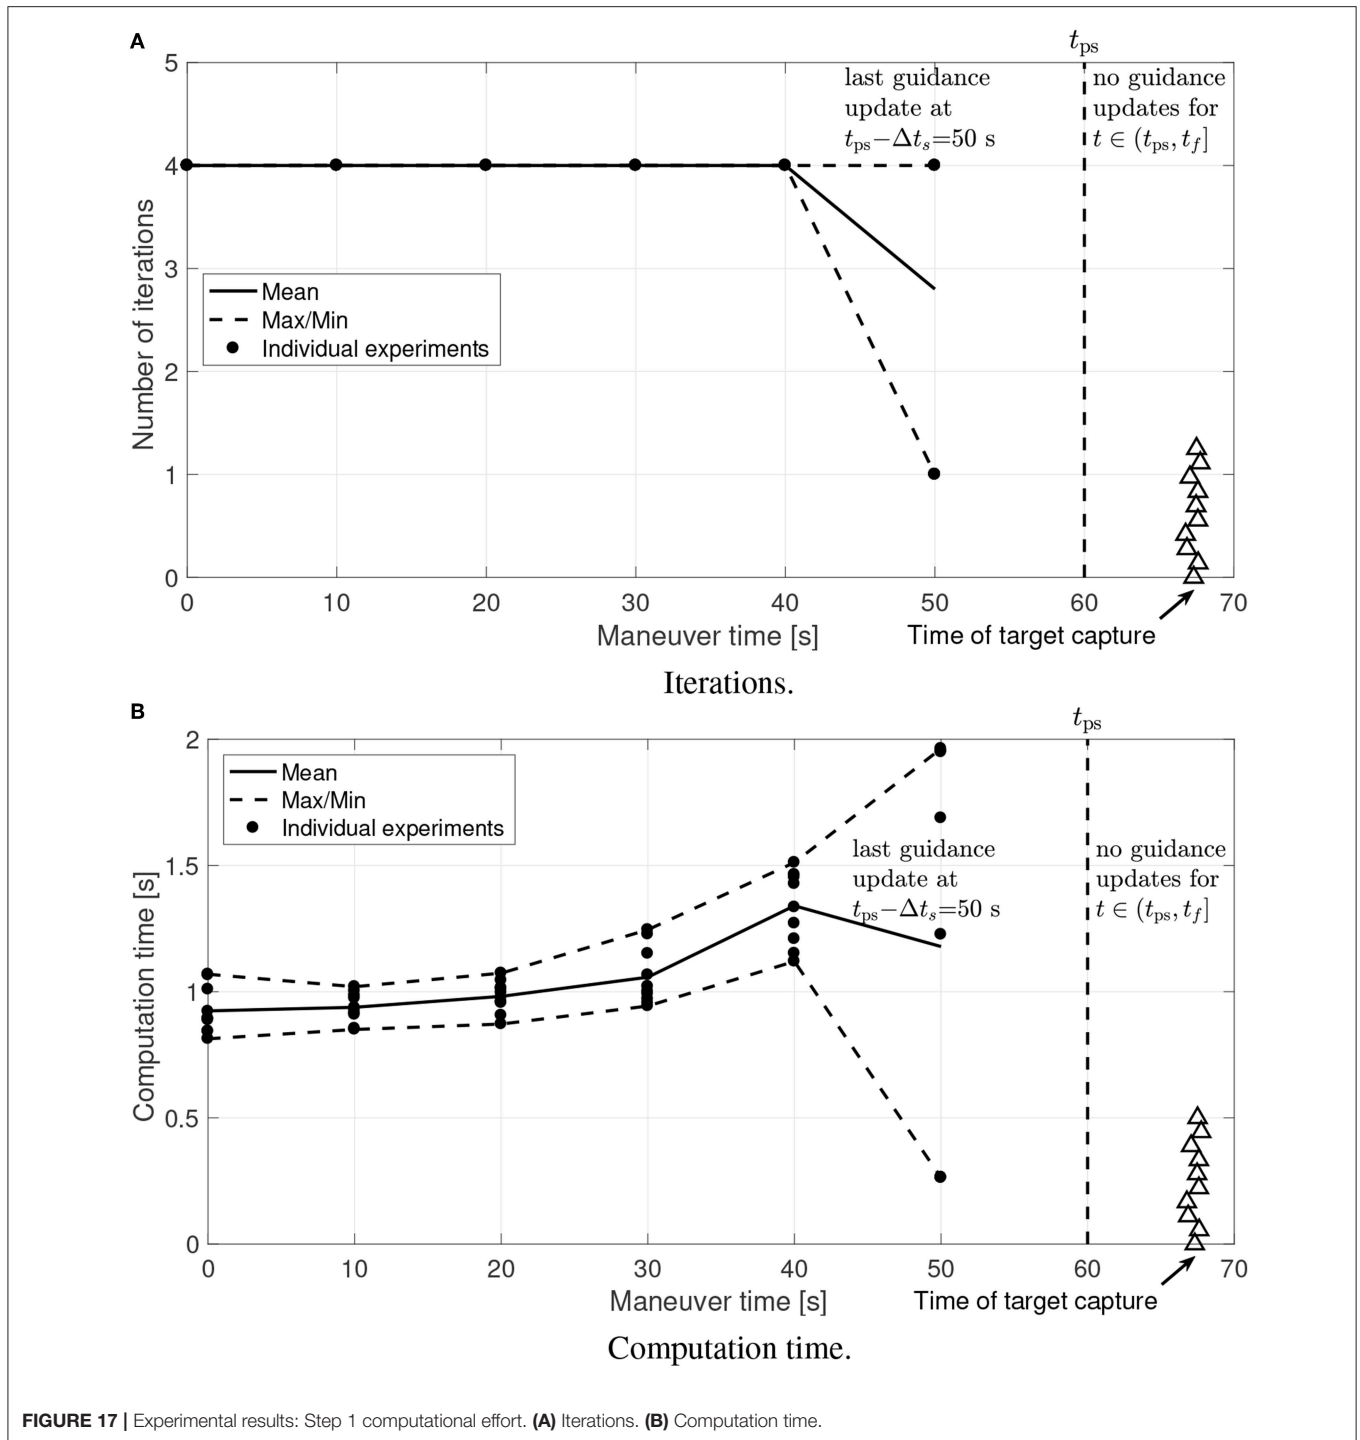 A
t_ps
5
last guidance
update at
t_ps−Δt_s=50 s
no guidance
updates for
t ∈ (t_ps, t_f]
4
3
2
1
0
Number of iterations
Mean
Max/Min
Individual experiments
0 10 20 30 40 50 60 70
Maneuver time [s]
Time of target capture
Iterations.
B
t_ps
2
1.5
1
0.5
0
Computation time [s]
Mean
Max/Min
Individual experiments
last guidance
update at
t_ps−Δt_s=50 s
no guidance
updates for
t ∈ (t_ps, t_f]
0 10 20 30 40 50 60 70
Maneuver time [s]
Time of target capture
Computation time.
FIGURE 17 | Experimental results: Step 1 computational effort. (A) Iterations. (B) Computation time.